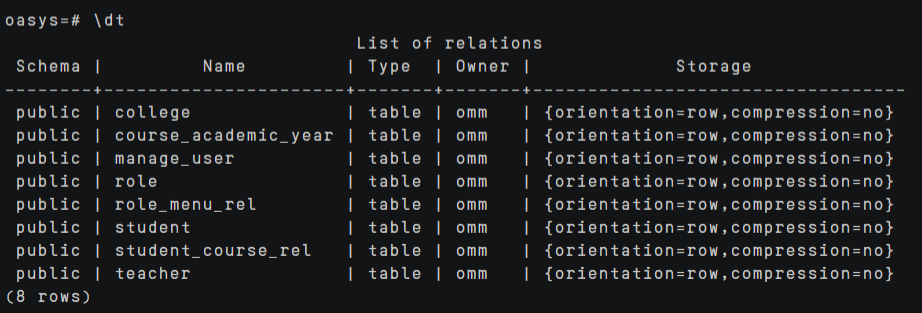 oasys=# \dt
                                List of relations
 Schema |         Name         | Type  | Owner |             Storage
--------+----------------------+-------+-------+----------------------------------
 public | college              | table | omm   | {orientation=row,compression=no}
 public | course_academic_year | table | omm   | {orientation=row,compression=no}
 public | manage_user          | table | omm   | {orientation=row,compression=no}
 public | role                 | table | omm   | {orientation=row,compression=no}
 public | role_menu_rel        | table | omm   | {orientation=row,compression=no}
 public | student              | table | omm   | {orientation=row,compression=no}
 public | student_course_rel   | table | omm   | {orientation=row,compression=no}
 public | teacher              | table | omm   | {orientation=row,compression=no}
(8 rows)